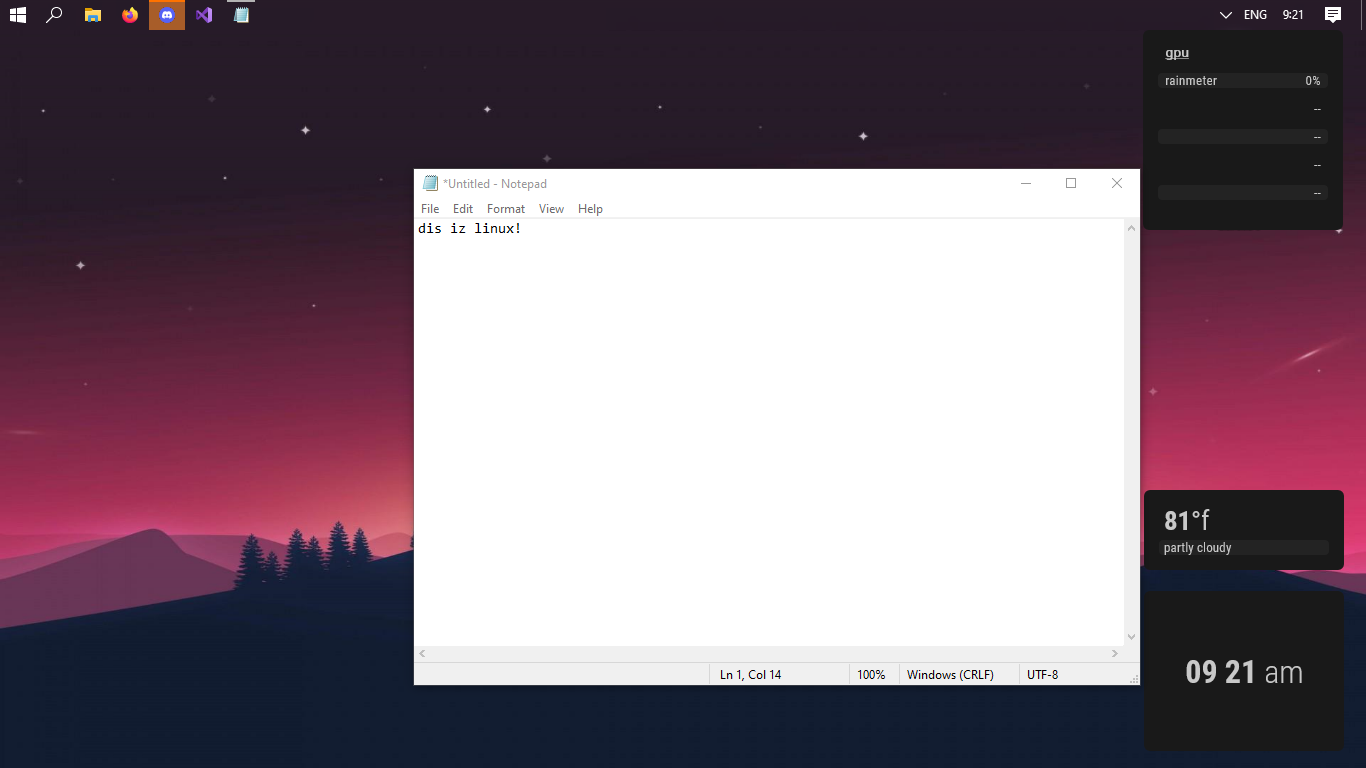 ENG 9:21
gpu
rainmeter 0%
--
--
--
--
*Untitled - Notepad
File Edit Format View Help
dis iz linux!
Ln 1, Col 14 100% Windows (CRLF) UTF-8
81°f
partly cloudy
09 21 am